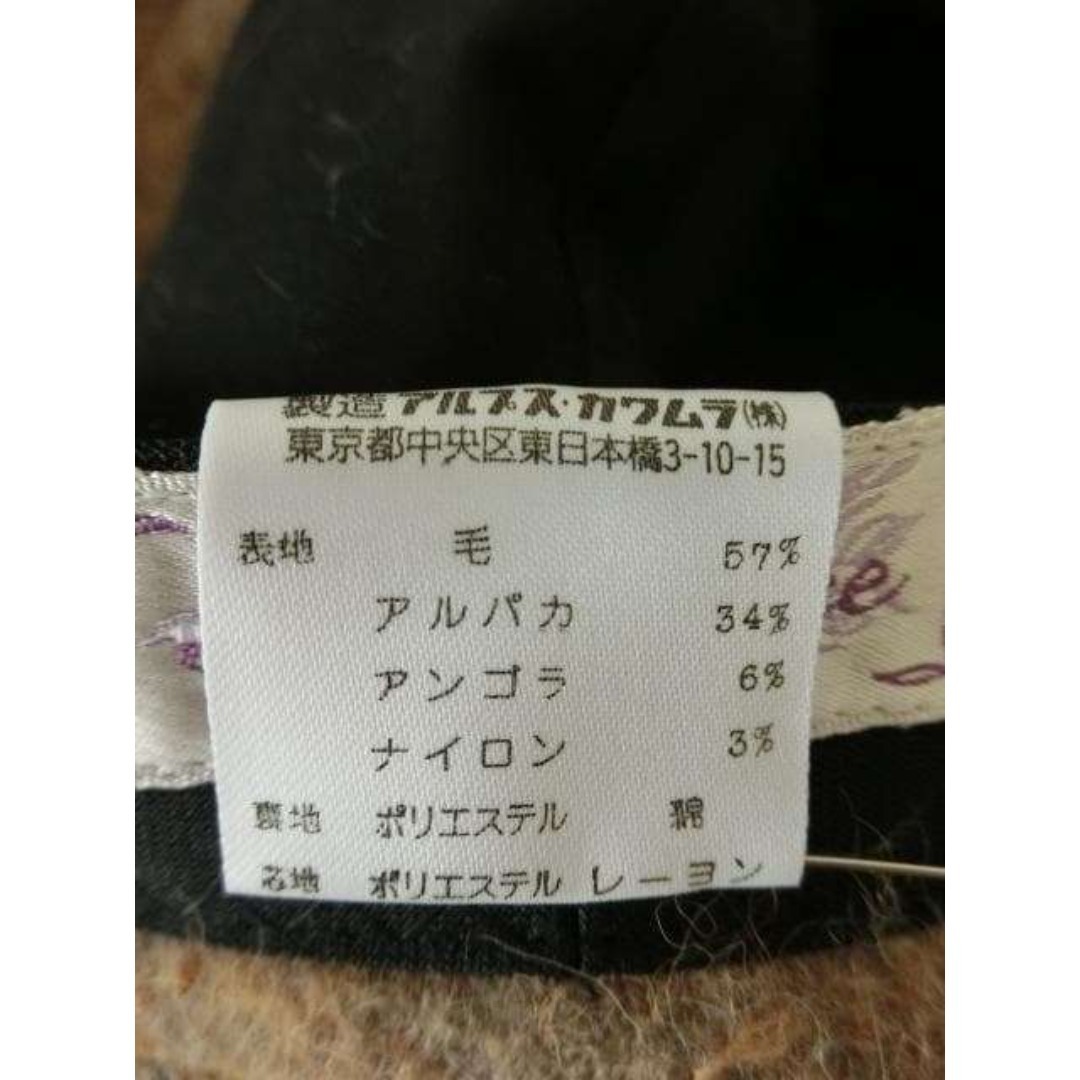 製造 アルプス・カワムラ(株)
東京都中央区東日本橋3-10-15
表地 毛 57%
アルパカ 34%
アンゴラ 6%
ナイロン 3%
裏地 ポリエステル 綿
芯地 ポリエステル レーヨン